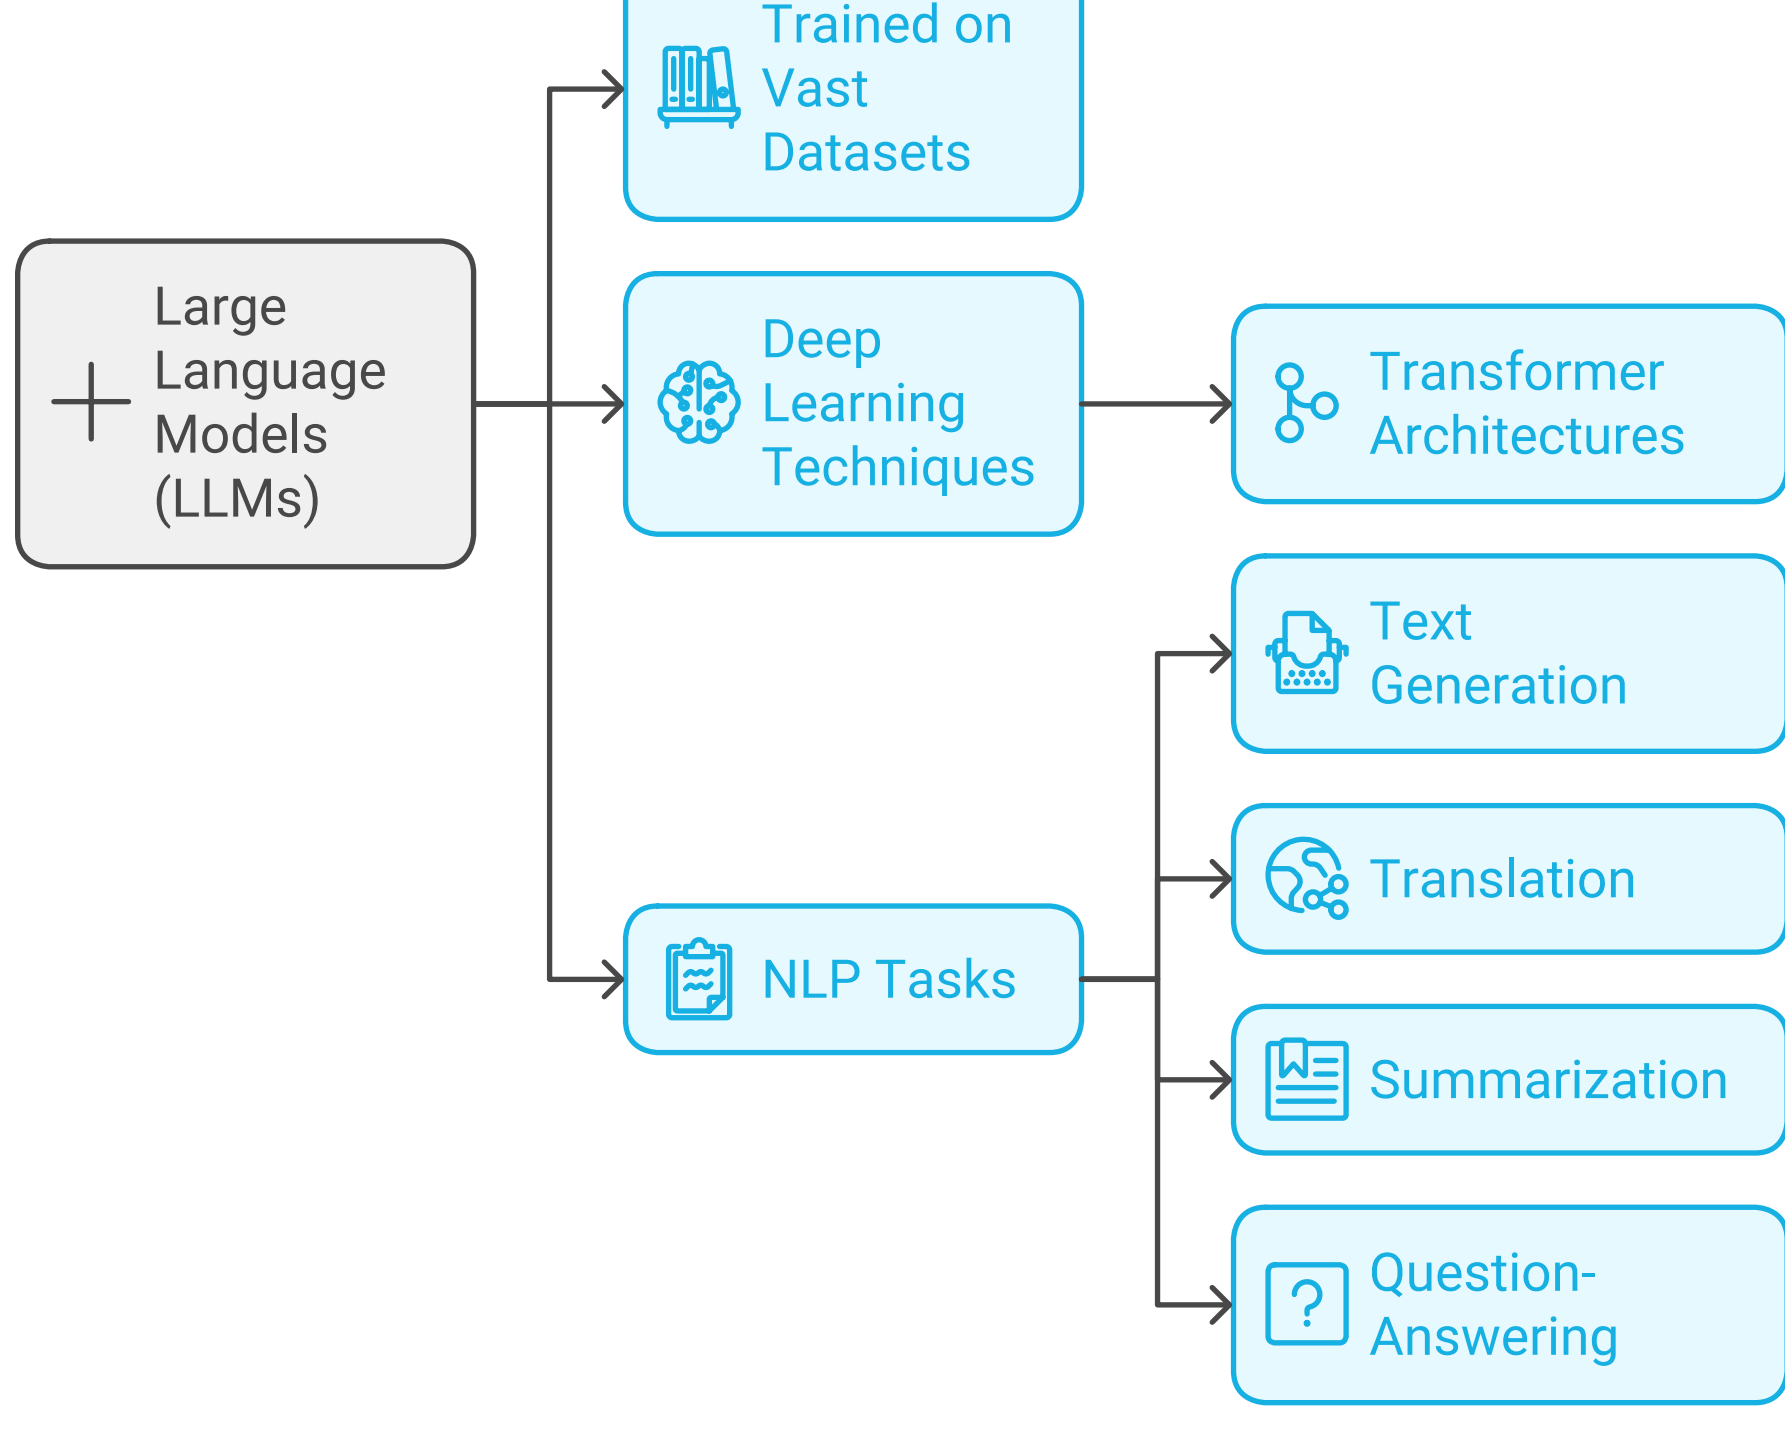 Trained on
Vast
Datasets
Large
Language
Models
(LLMs)
Deep
Learning
Techniques
Transformer
Architectures
Text
Generation
Translation
NLP Tasks
Summarization
Question-
Answering